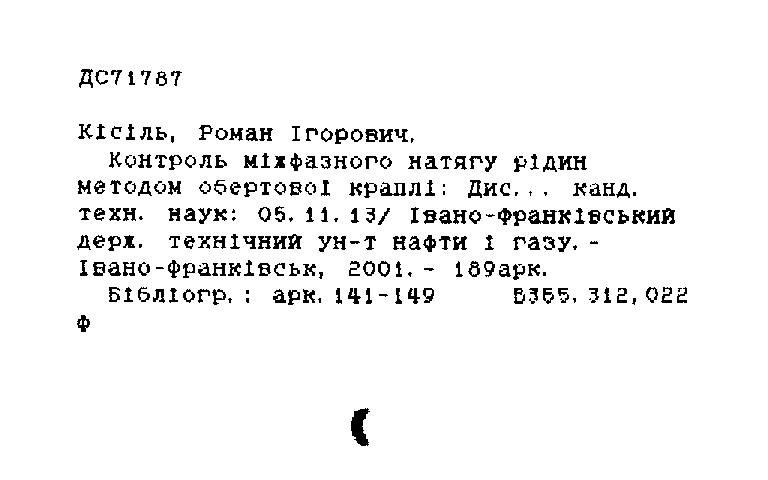 ДС71787
Кісіль, Роман Ігорович.
Контроль міжфазного натягу рідин
методом обертової краплі: Дис... канд.
техн. наук: 05.11.13/ Івано-франківський
держ. технічний ун-т нафти і газу. -
Івано-франківськ, 2001. - 189арк.
Бібліогр.: арк. 141-149 В365.312,022
ф